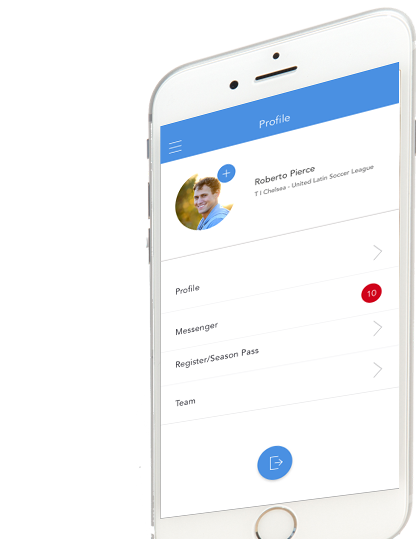 Profile
Roberto Pierce
T I Chelsea - United Latin Soccer League
Profile
10
Messenger
Register/Season Pass
Team